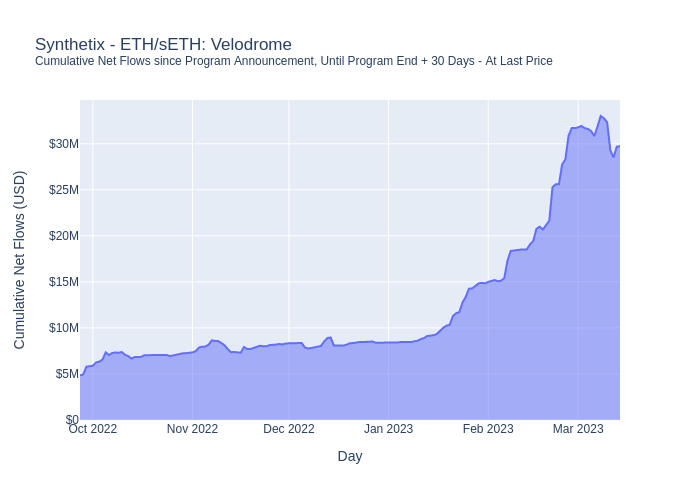 Synthetix - ETH/sETH: Velodrome
Cumulative Net Flows since Program Announcement, Until Program End + 30 Days - At Last Price
Cumulative Net Flows (USD)
$30M
$25M
$20M
$15M
$10M
$5M
$0
Oct 2022
Nov 2022
Dec 2022
Jan 2023
Feb 2023
Mar 2023
Day